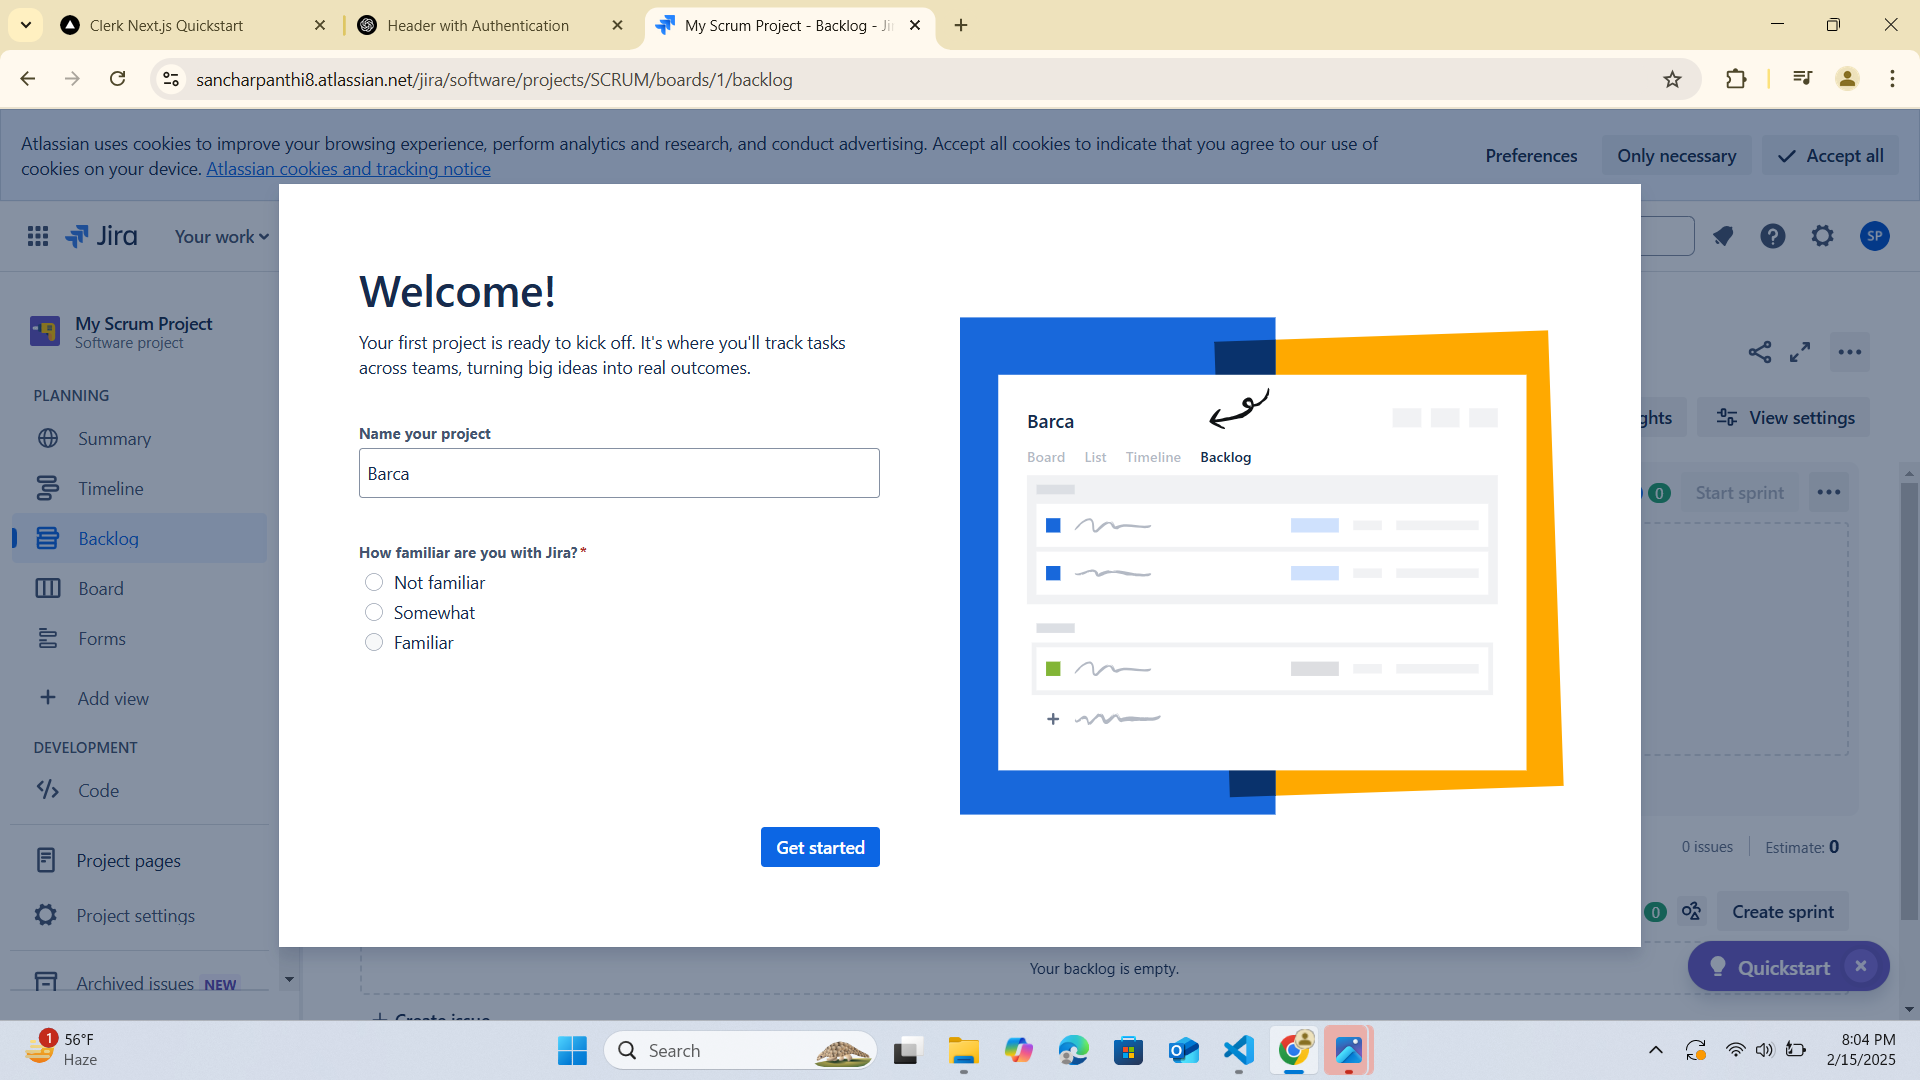 Clerk Next.js Quickstart
Header with Authentication
My Scrum Project - Backlog - Ji
sancharpanthi8.atlassian.net/jira/software/projects/SCRUM/boards/1/backlog
Atlassian uses cookies to improve your browsing experience, perform analytics and research, and conduct advertising. Accept all cookies to indicate that you agree to our use of
cookies on your device. Atlassian cookies and tracking notice
Preferences
Only necessary
Accept all
Jira
Your work
SP
My Scrum Project
Software project
PLANNING
Summary
Timeline
Backlog
Board
Forms
Add view
DEVELOPMENT
Code
Project pages
Project settings
Archived issues NEW
Welcome!
Your first project is ready to kick off. It's where you'll track tasks
across teams, turning big ideas into real outcomes.
Name your project
Barca
How familiar are you with Jira?*
Not familiar
Somewhat
Familiar
Get started
Barca
Board List Timeline Backlog
ghts
View settings
0
Start sprint
0 issues
Estimate: 0
0
Create sprint
Your backlog is empty.
Quickstart
Create issue
1
56°F
Haze
Search
8:04 PM
2/15/2025